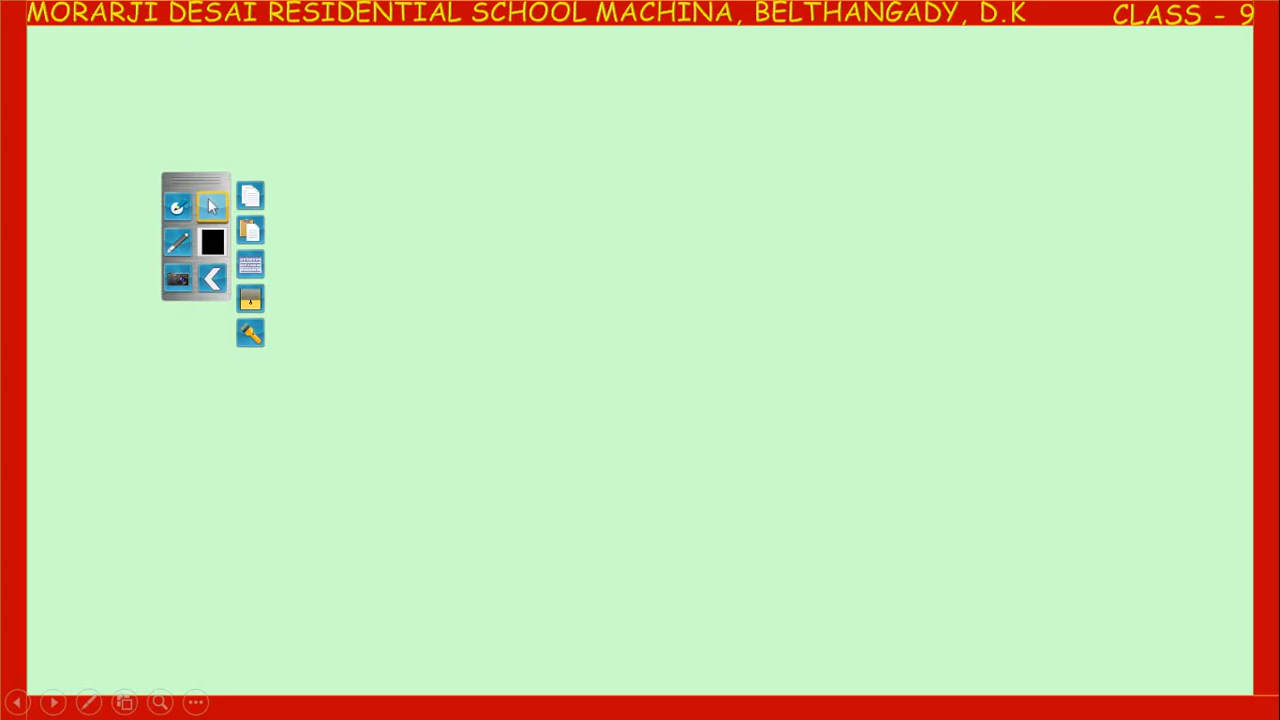 MORARJI DESAI RESIDENTIAL SCHOOL MACHINA, BELTHANGADY, D.K
CLASS - 9